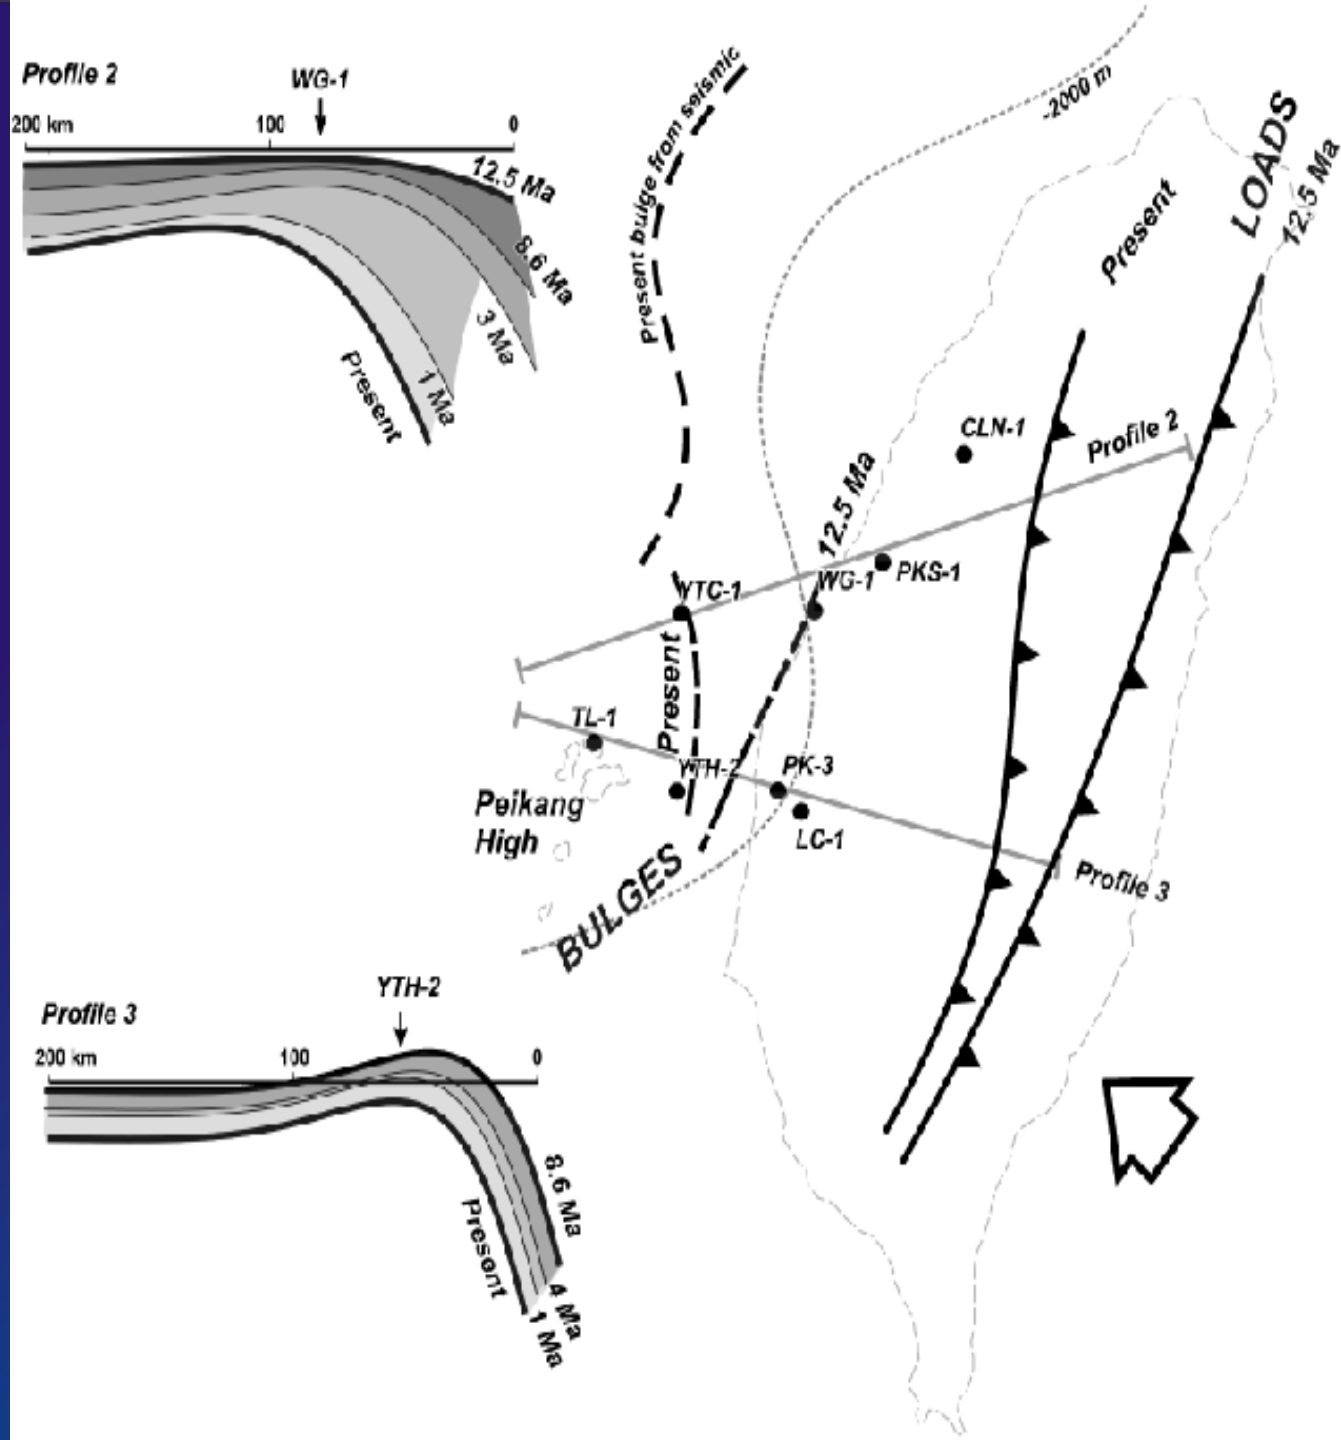 Profile 2
WG-1
200 km
100
0
12.5 Ma
8.6 Ma
3 Ma
1 Ma
Present
Present bulge from seismic
-2000 m
LOADS
12.5 Ma
Present
CLN-1
Profile 2
12.5 Ma
PKS-1
WG-1
YTC-1
Present
TL-1
YTH-2
PK-3
LC-1
Peikang
High
BULGES
Profile 3
YTH-2
Profile 3
200 km
100
0
8.6 Ma
4 Ma
1 Ma
Present